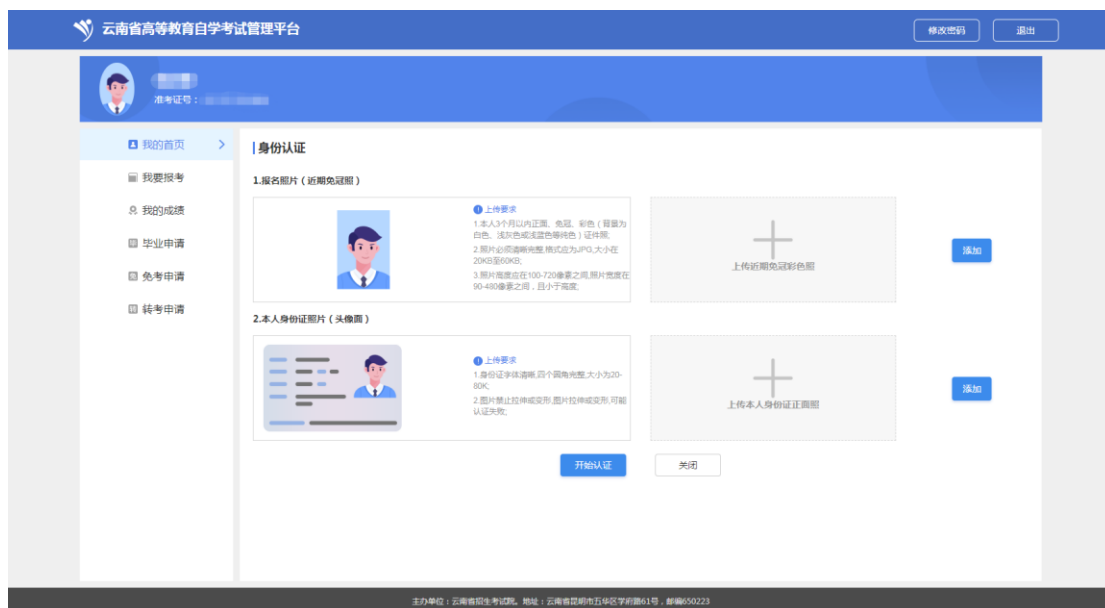 云南省高等教育自学考试管理平台
修改密码
退出
准考证号：
我的首页
我要报考
我的成绩
毕业申请
免考申请
转考申请
身份认证
1.报名照片（近期免冠照）
上传要求
1.本人3个月以内正面、免冠、彩色（背景为
白色、浅灰色或浅蓝色等纯色）证件照;
2.照片必须清晰完整,格式应为JPG,大小在
20KB至60KB;
3.照片高度应在100-720像素之间,照片宽度在
90-480像素之间，且小于高度;
上传近期免冠彩色照
添加
2.本人身份证照片（头像面）
上传要求
1.身份证字体清晰,四个圆角完整,大小为20-
80K;
2.图片禁止拉伸或变形,图片拉伸或变形,可能
认证失败;
上传本人身份证正面照
添加
开始认证
关闭
主办单位：云南省招生考试院。地址：云南省昆明市五华区学府路61号，邮编650223